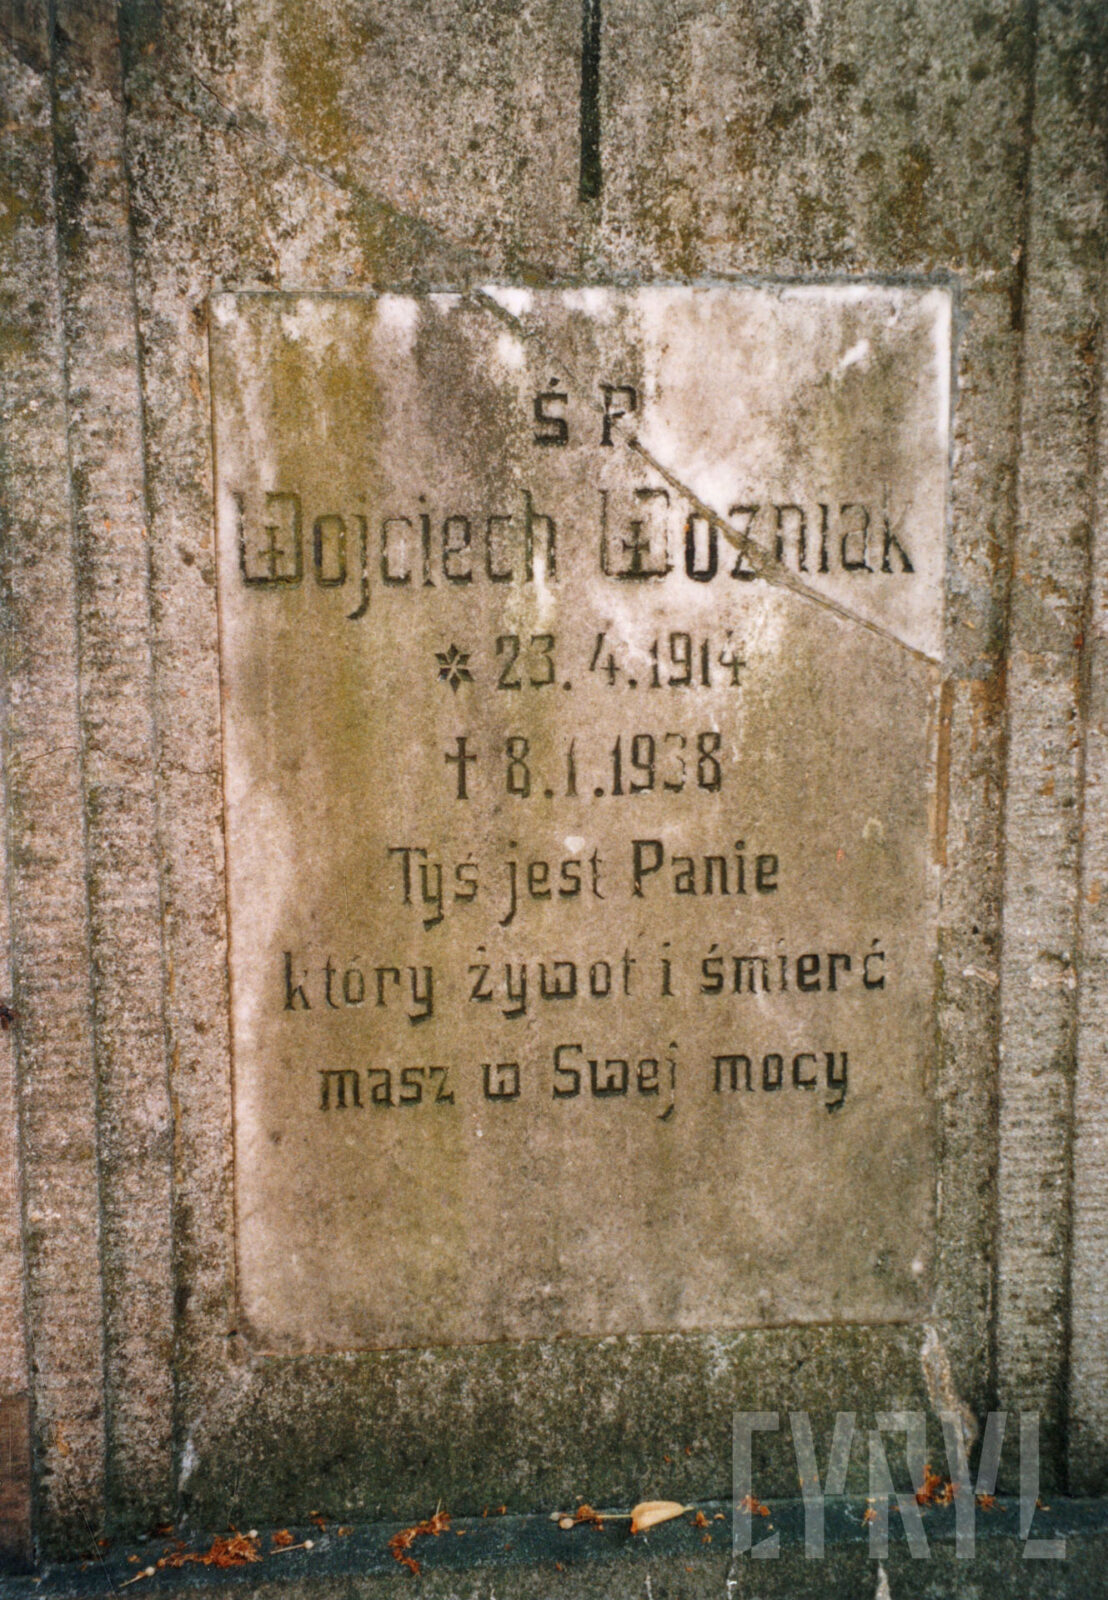 Ś P.
Wojciech Woźniak
* 23.4.1914
† 8.1.1938
Tyś jest Panie
który żywot i śmierć
masz w Swej mocy
CYRYL